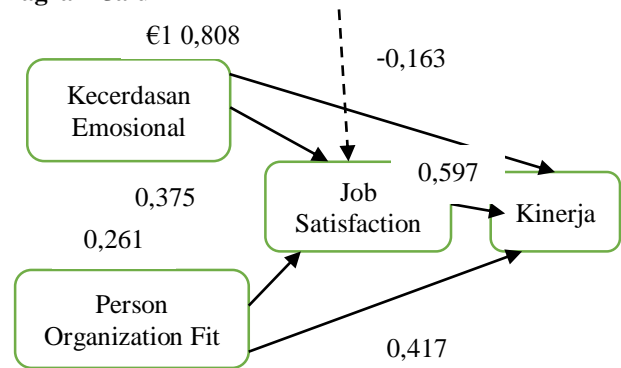 €1 0,808
-0,163
Kecerdasan
Emosional
0,597
Job
Satisfaction
Kinerja
0,375
0,261
Person
Organization Fit
0,417